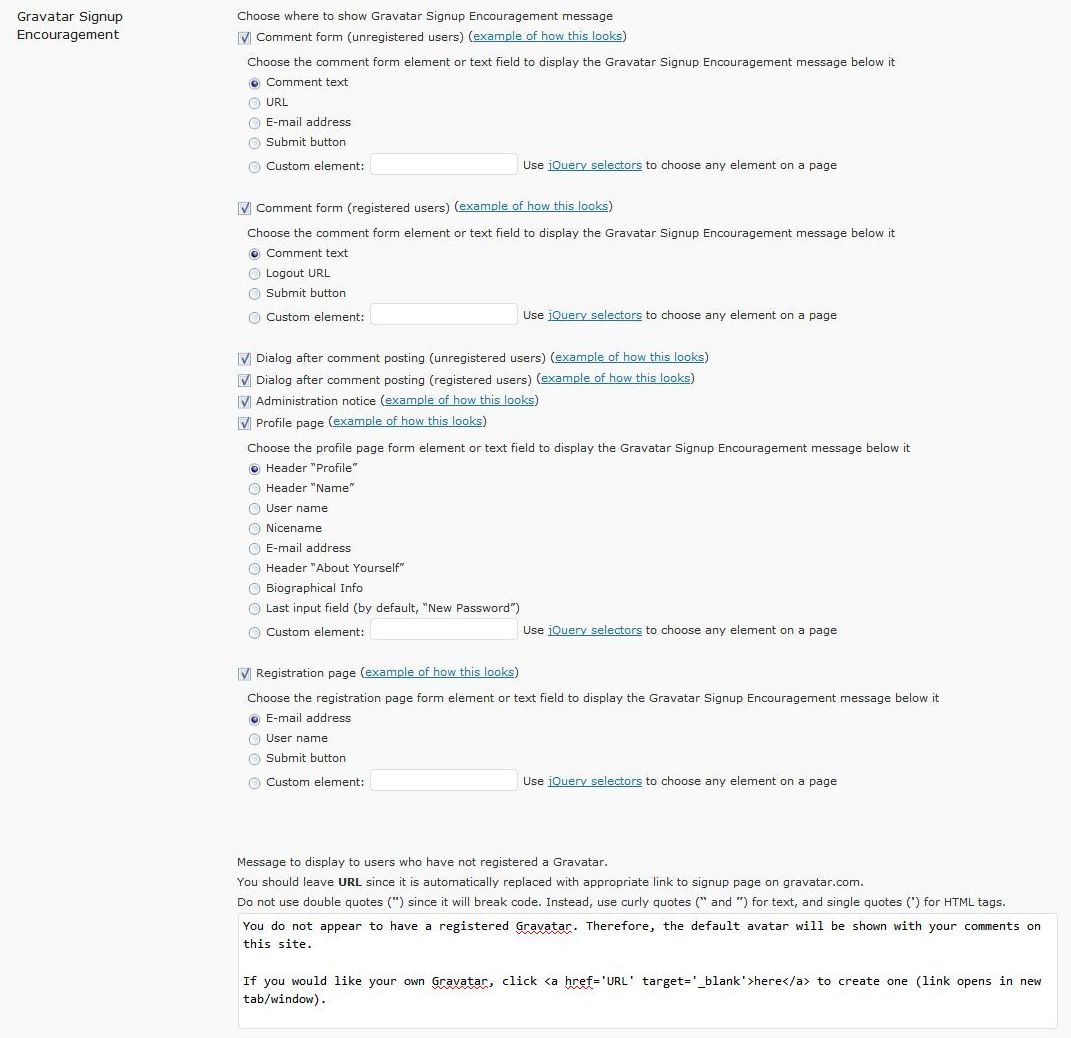 Gravatar Signup
Encouragement
Choose where to show Gravatar Signup Encouragement message
Comment form (unregistered users) (example of how this looks)
Choose the comment form element or text field to display the Gravatar Signup Encouragement message below it
Comment text
URL
E-mail address
Submit button
Custom element: Use jQuery selectors to choose any element on a page
Comment form (registered users) (example of how this looks)
Choose the comment form element or text field to display the Gravatar Signup Encouragement message below it
Comment text
Logout URL
Submit button
Custom element: Use jQuery selectors to choose any element on a page
Dialog after comment posting (unregistered users) (example of how this looks)
Dialog after comment posting (registered users) (example of how this looks)
Administration notice (example of how this looks)
Profile page (example of how this looks)
Choose the profile page form element or text field to display the Gravatar Signup Encouragement message below it
Header “Profile”
Header “Name”
User name
Nicename
E-mail address
Header “About Yourself”
Biographical Info
Last input field (by default, “New Password”)
Custom element: Use jQuery selectors to choose any element on a page
Registration page (example of how this looks)
Choose the registration page form element or text field to display the Gravatar Signup Encouragement message below it
E-mail address
User name
Submit button
Custom element: Use jQuery selectors to choose any element on a page
Message to display to users who have not registered a Gravatar.
You should leave URL since it is automatically replaced with appropriate link to signup page on gravatar.com.
Do not use double quotes (") since it will break code. Instead, use curly quotes (“ and ”) for text, and single quotes (') for HTML tags.
You do not appear to have a registered Gravatar. Therefore, the default avatar will be shown with your comments on
this site.
If you would like your own Gravatar, click <a href='URL' target='_blank'>here</a> to create one (link opens in new
tab/window).